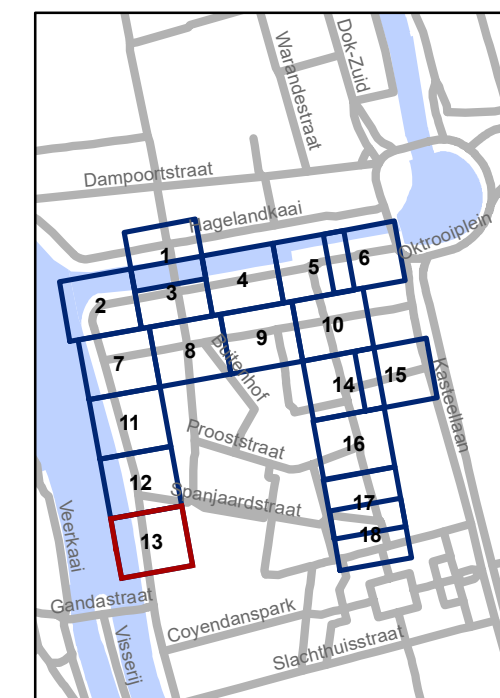 Dok-Zuid
Warandestraat
Dampoortstraat
Hagelandkaai
Oktrooiplein
1
2
3
4
5
6
7
8
9
10
Buitenhof
11
14
15
Kasteellaan
Prooststraat
16
12
Spanjaardstraat
17
Veerkaai
13
18
Gandastraat
Coyendanspark
Visserij
Slachthuisstraat